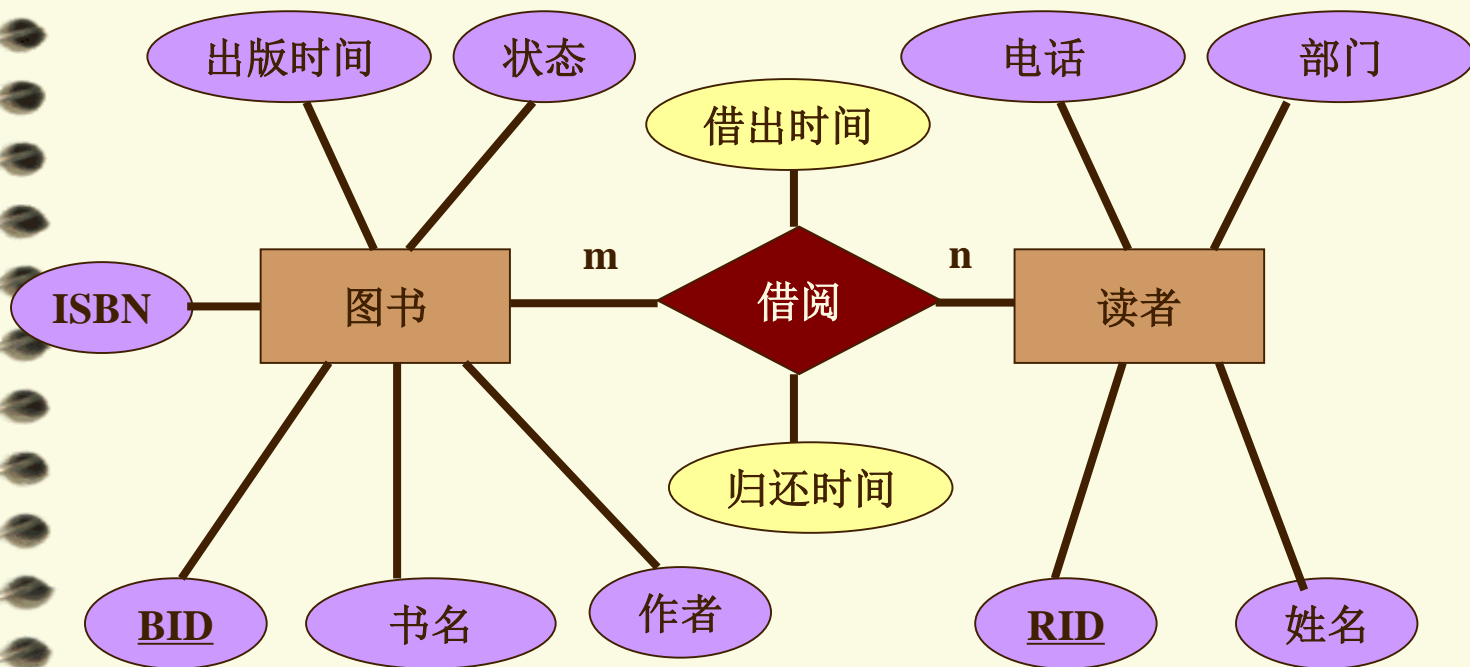 出版时间
状态
电话
部门
借出时间
m
n
ISBN
图书
借阅
读者
归还时间
BID
书名
作者
RID
姓名